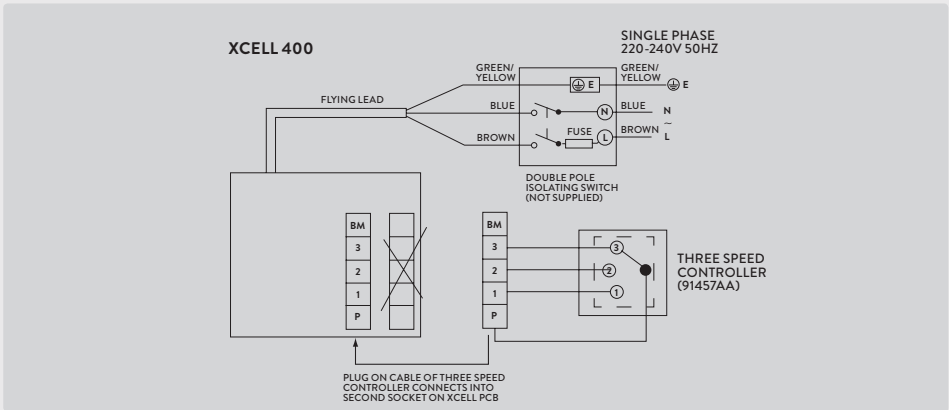 XCELL 400
SINGLE PHASE
220-240V 50HZ
GREEN/
YELLOW
E
GREEN/
YELLOW
E
FLYING LEAD
BLUE
N
BLUE
N
~
BROWN
FUSE
L
BROWN
L
DOUBLE POLE
ISOLATING SWITCH
(NOT SUPPLIED)
BM
3
2
1
P
BM
3
2
1
P
3
2
1
THREE SPEED
CONTROLLER
(91457AA)
PLUG ON CABLE OF THREE SPEED
CONTROLLER CONNECTS INTO
SECOND SOCKET ON XCELL PCB